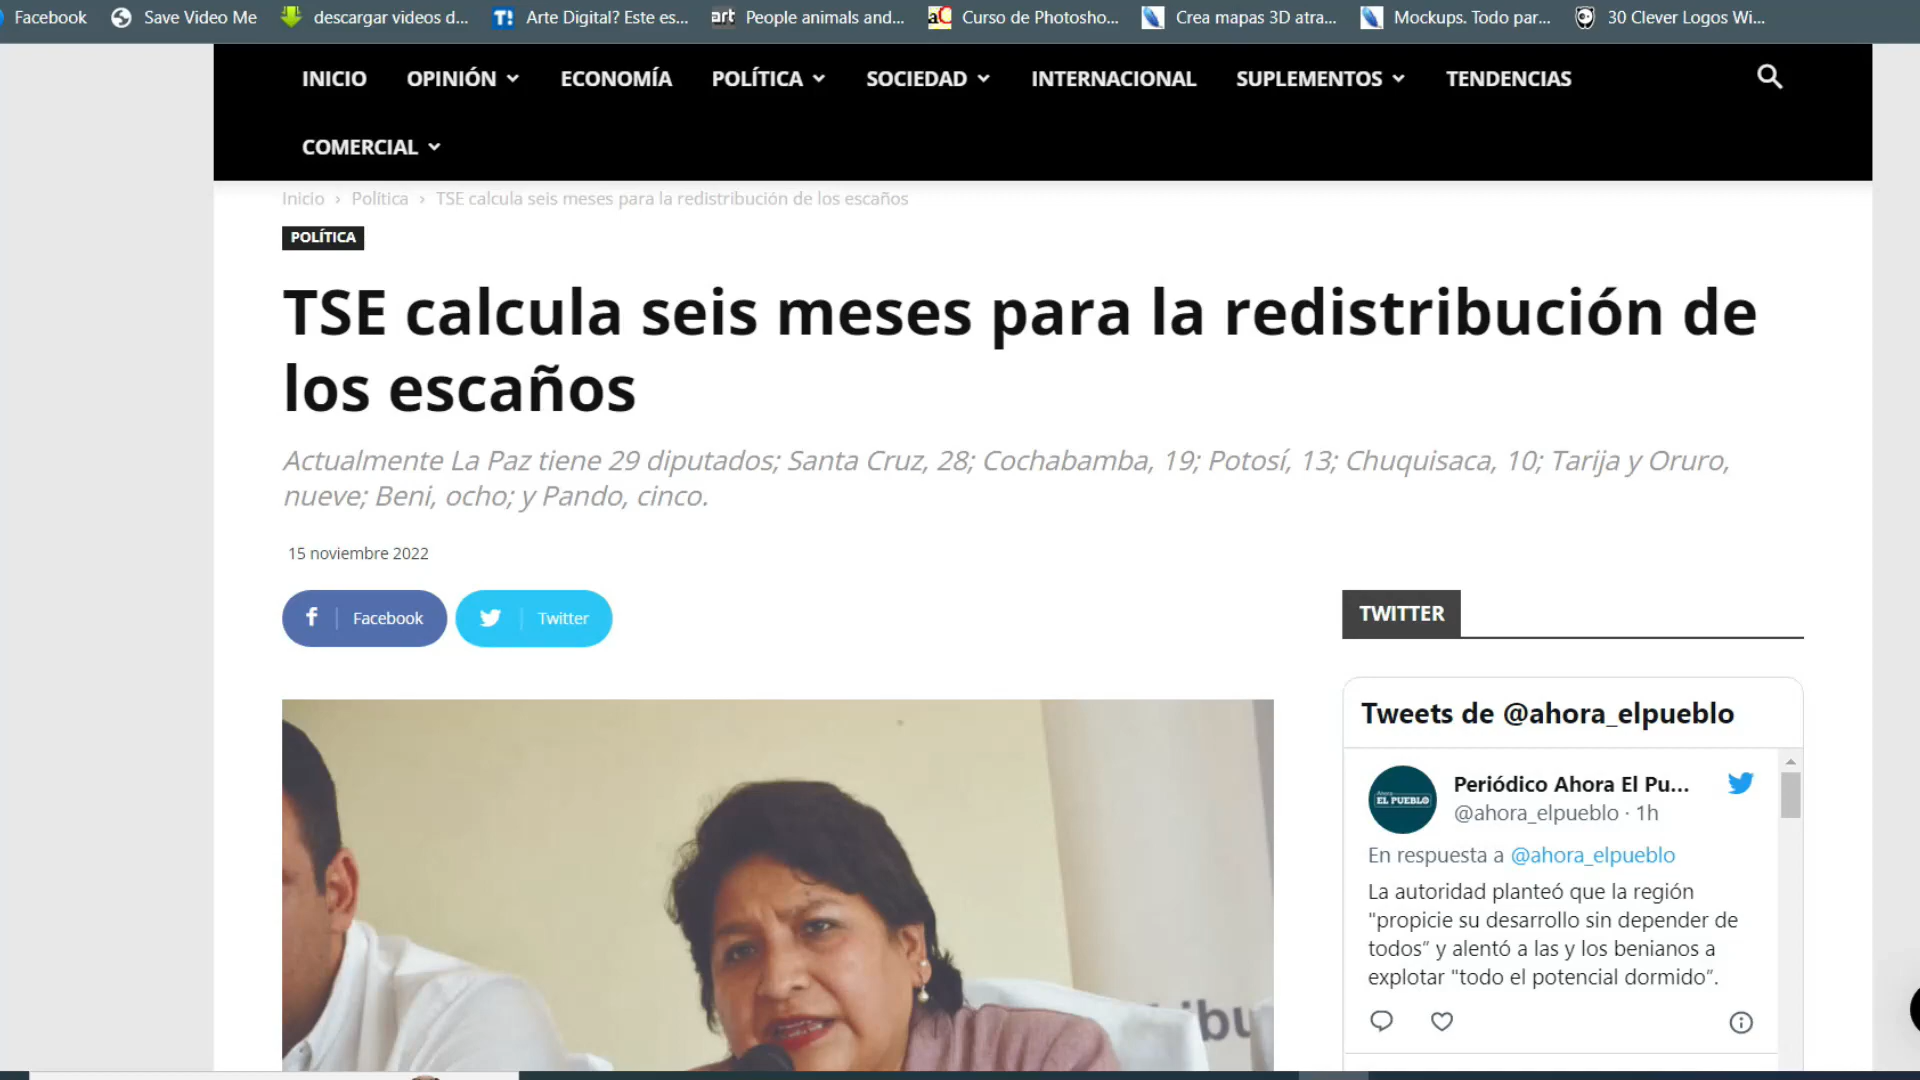 Facebook
Save Video Me
descargar videos d...
Arte Digital? Este es...
People animals and...
Curso de Photosho...
Crea mapas 3D atra...
Mockups. Todo par...
30 Clever Logos Wi...
INICIO
OPINIÓN
ECONOMÍA
POLÍTICA
SOCIEDAD
INTERNACIONAL
SUPLEMENTOS
TENDENCIAS
COMERCIAL
Inicio › Política › TSE calcula seis meses para la redistribución de los escaños
POLÍTICA
TSE calcula seis meses para la redistribución de
los escaños
Actualmente La Paz tiene 29 diputados; Santa Cruz, 28; Cochabamba, 19; Potosí, 13; Chuquisaca, 10; Tarija y Oruro,
nueve; Beni, ocho; y Pando, cinco.
15 noviembre 2022
Facebook
Twitter
TWITTER
Tweets de @ahora_elpueblo
Ahora
EL PUEBLO
Periódico Ahora El Pu...
@ahora_elpueblo · 1h
En respuesta a @ahora_elpueblo
La autoridad planteó que la región
"propicie su desarrollo sin depender de
todos” y alentó a las y los benianos a
explotar "todo el potencial dormido”.